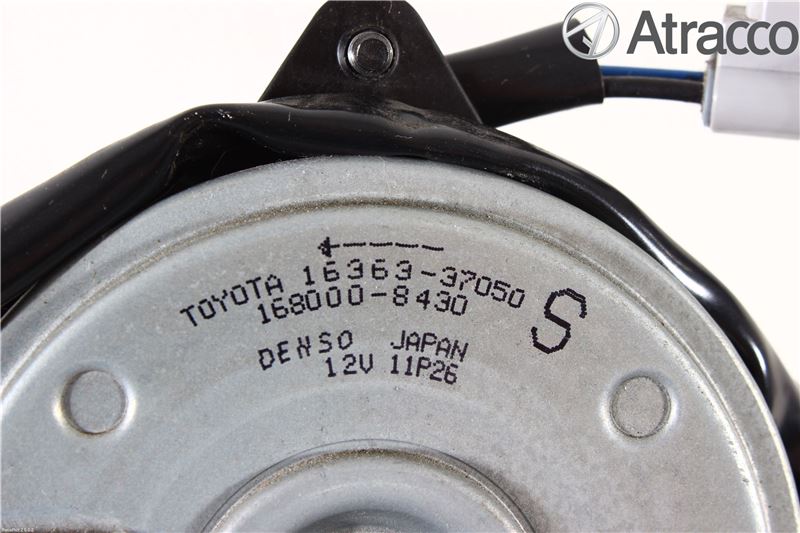 Atracco
TOYOTA 16363-37050
168000-8430
S
DENSO JAPAN
12V 11P26